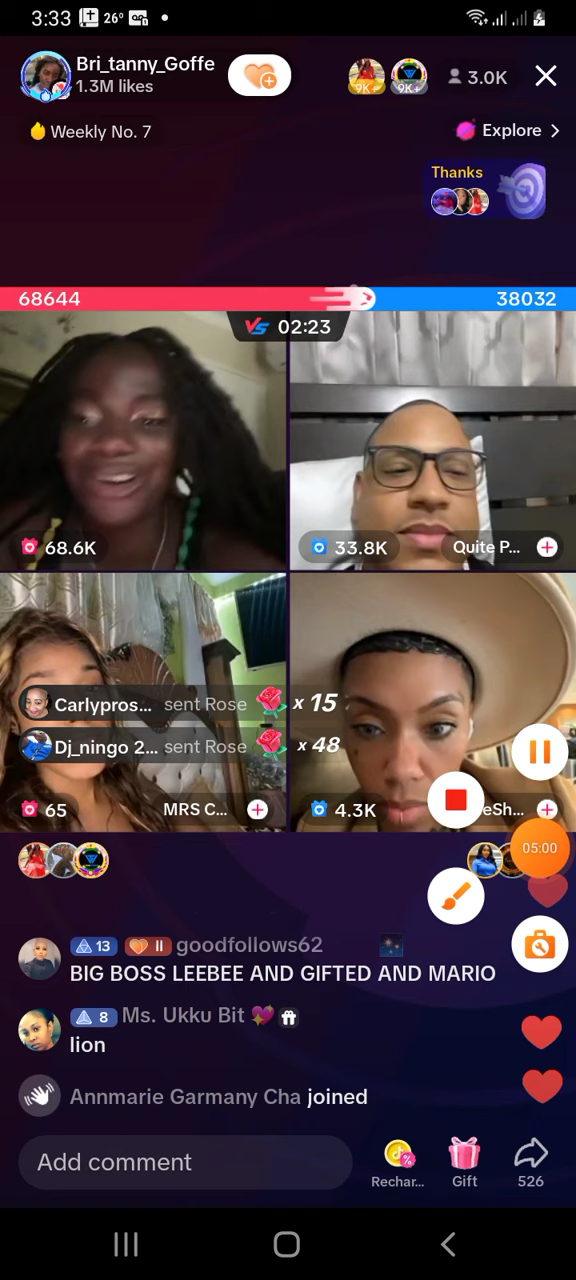 3:33 26°
Bri_tanny_Goffe
1.3M likes
9K+ 9K+ 3.0K
Weekly No. 7
Explore
Thanks
68644 38032
VS 02:23
68.6K
33.8K Quite P...
Carlypros... sent Rose x 15
Dj_ningo 2... sent Rose x 48
65 MRS C...
4.3K eSh...
05:00
13 II goodfollows62
BIG BOSS LEEBEE AND GIFTED AND MARIO
8 Ms. Ukku Bit
lion
Annmarie Garmany Cha joined
Add comment
Rechar... Gift 526